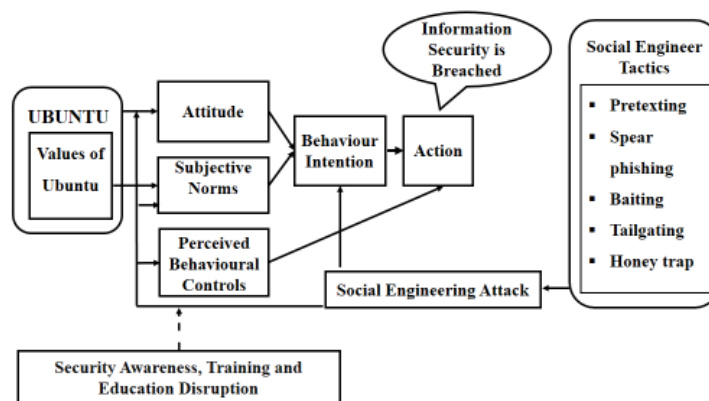 Information
Security is
Breached
Social Engineer
Tactics
▪ Pretexting
▪ Spear
phishing
▪ Baiting
▪ Tailgating
▪ Honey trap
UBUNTU
Values of
Ubuntu
Attitude
Subjective
Norms
Perceived
Behavioural
Controls
Behaviour
Intention
Action
Social Engineering Attack
Security Awareness, Training and
Education Disruption